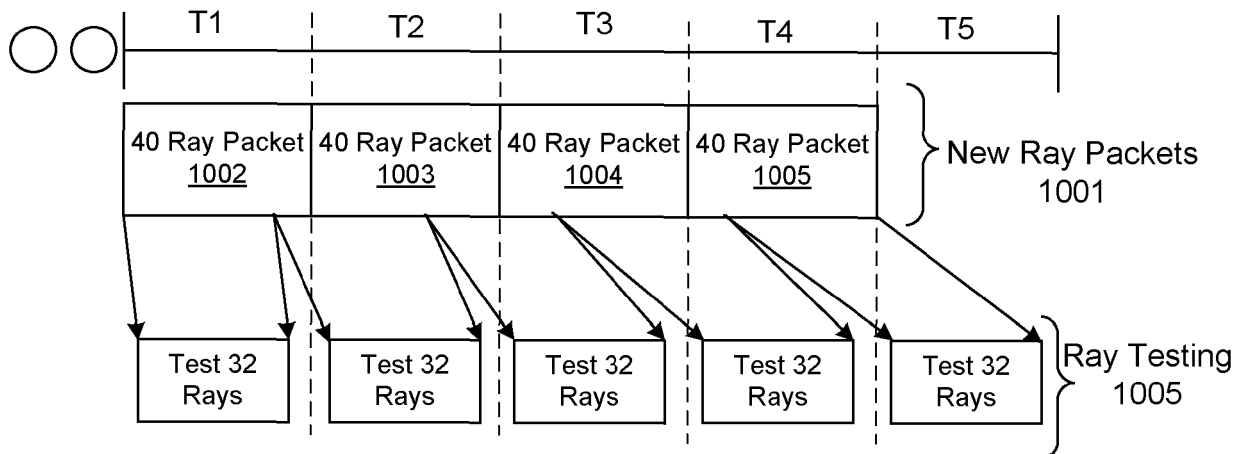 T1 T2 T3 T4 T5
40 Ray Packet 40 Ray Packet 40 Ray Packet 40 Ray Packet
1002 1003 1004 1005
New Ray Packets
1001
Test 32 Test 32 Test 32 Test 32 Test 32
Rays Rays Rays Rays Rays
Ray Testing
1005